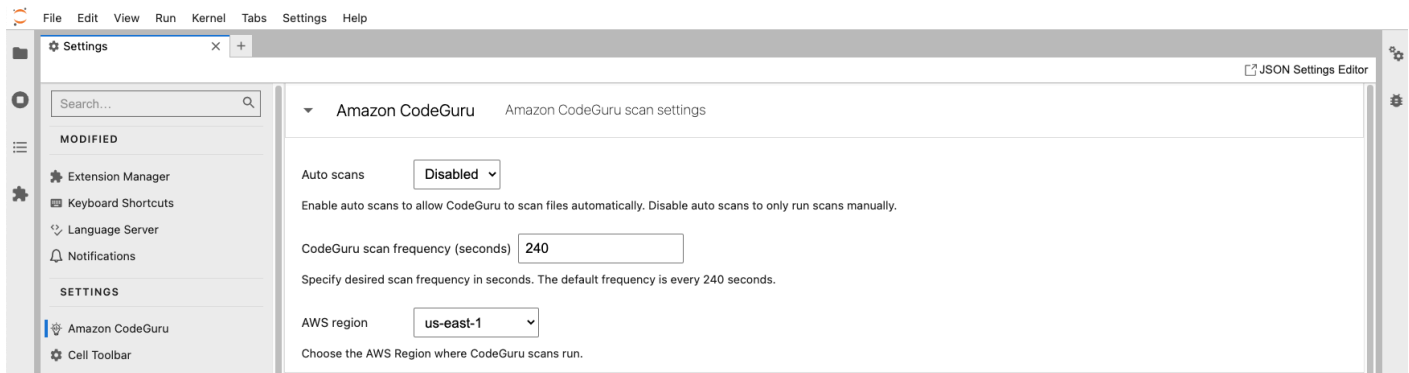 File Edit View Run Kernel Tabs Settings Help
Settings
JSON Settings Editor
Search...
MODIFIED
Extension Manager
Keyboard Shortcuts
Language Server
Notifications
SETTINGS
Amazon CodeGuru
Cell Toolbar
Amazon CodeGuru Amazon CodeGuru scan settings
Auto scans Disabled
Enable auto scans to allow CodeGuru to scan files automatically. Disable auto scans to only run scans manually.
CodeGuru scan frequency (seconds) 240
Specify desired scan frequency in seconds. The default frequency is every 240 seconds.
AWS region us-east-1
Choose the AWS Region where CodeGuru scans run.